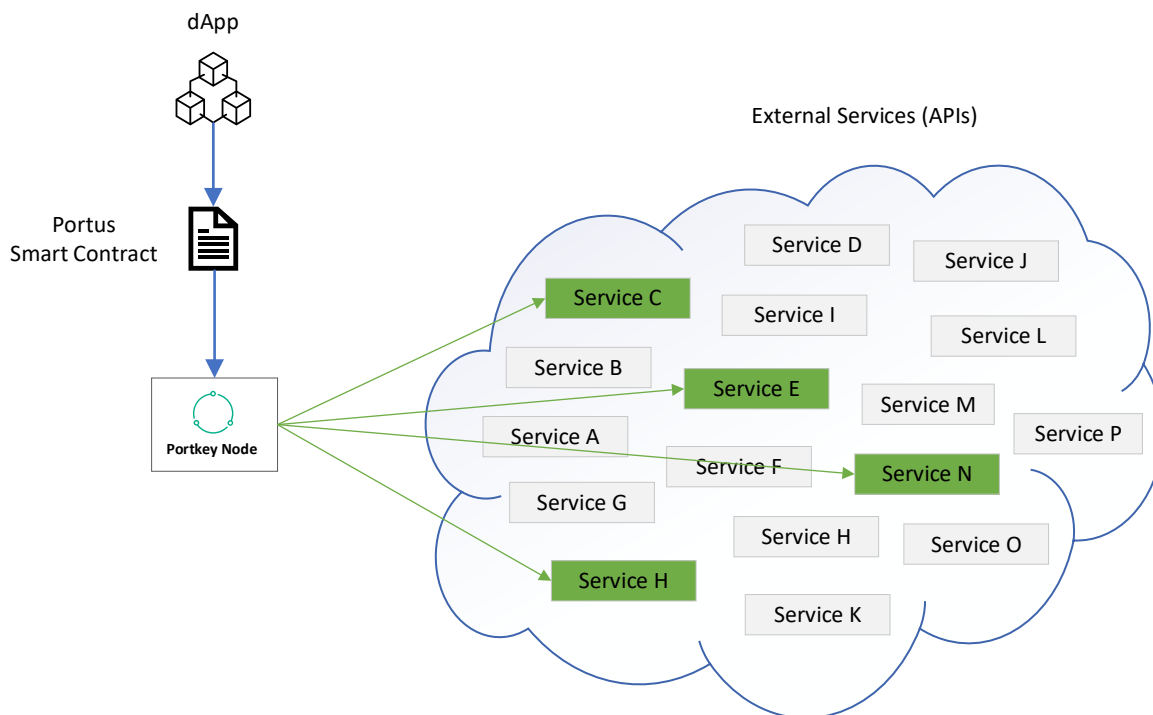 dApp
External Services (APIs)
Portus
Smart Contract
Service D
Service J
Service C
Service I
Service L
Service B
Service E
Service M
Portkey Node
Service A
Service P
Service F
Service N
Service G
Service H
Service O
Service H
Service K